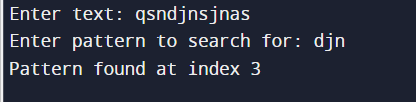 Enter text: qsndjnsjnas
Enter pattern to search for: djn
Pattern found at index 3